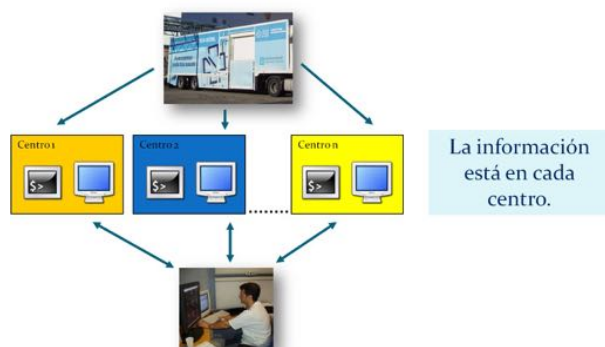 Centro 1
Centro 2
Centro n
$>
$>
$>
La información
está en cada
centro.